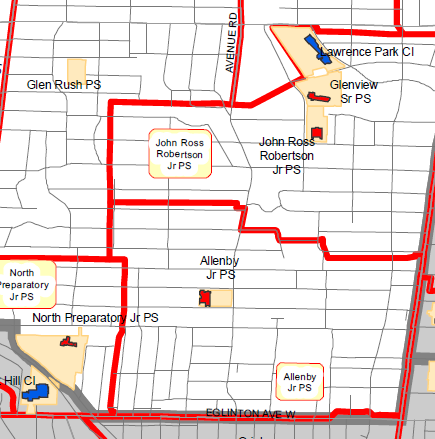 AVENUE RD
Lawrence Park CI
Glen Rush PS
Glenview
Sr PS
John Ross
Robertson
Jr PS
John Ross
Robertson
Jr PS
Allenby
Jr PS
North
Preparatory
Jr PS
North Preparatory Jr PS
Allenby
Jr PS
Hill CI
EGLINTON AVE W